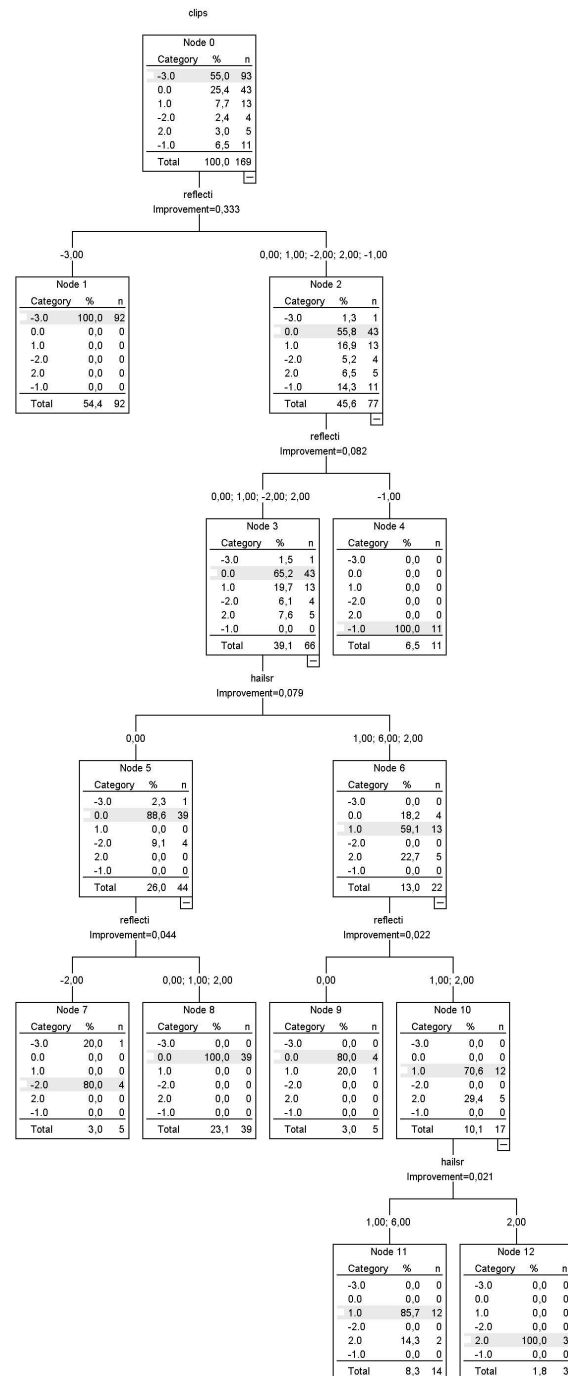 clips
Node 0
Category % n
-3.0 55,0 93
0.0 25,4 43
1.0 7,7 13
-2.0 2,4 4
2.0 3,0 5
-1.0 6,5 11
Total 100,0 169
reflecti
Improvement=0,333
-3,00
0,00; 1,00; -2,00; 2,00; -1,00
Node 1
Category % n
-3.0 100,0 92
0.0 0,0 0
1.0 0,0 0
-2.0 0,0 0
2.0 0,0 0
-1.0 0,0 0
Total 54,4 92
Node 2
Category % n
-3.0 1,3 1
0.0 55,8 43
1.0 16,9 13
-2.0 5,2 4
2.0 6,5 5
-1.0 14,3 11
Total 45,6 77
reflecti
Improvement=0,082
0,00; 1,00; -2,00; 2,00
-1,00
Node 3
Category % n
-3.0 1,5 1
0.0 65,2 43
1.0 19,7 13
-2.0 6,1 4
2.0 7,6 5
-1.0 0,0 0
Total 39,1 66
Node 4
Category % n
-3.0 0,0 0
0.0 0,0 0
1.0 0,0 0
-2.0 0,0 0
2.0 0,0 0
-1.0 100,0 11
Total 6,5 11
hailsr
Improvement=0,079
0,00
1,00; 6,00; 2,00
Node 5
Category % n
-3.0 2,3 1
0.0 88,6 39
1.0 0,0 0
-2.0 9,1 4
2.0 0,0 0
-1.0 0,0 0
Total 26,0 44
Node 6
Category % n
-3.0 0,0 0
0.0 18,2 4
1.0 59,1 13
-2.0 0,0 0
2.0 22,7 5
-1.0 0,0 0
Total 13,0 22
reflecti
Improvement=0,044
reflecti
Improvement=0,022
-2,00
0,00; 1,00; 2,00
0,00
1,00; 2,00
Node 7
Category % n
-3.0 20,0 1
0.0 0,0 0
1.0 0,0 0
-2.0 80,0 4
2.0 0,0 0
-1.0 0,0 0
Total 3,0 5
Node 8
Category % n
-3.0 0,0 0
0.0 100,0 39
1.0 0,0 0
-2.0 0,0 0
2.0 0,0 0
-1.0 0,0 0
Total 23,1 39
Node 9
Category % n
-3.0 0,0 0
0.0 80,0 4
1.0 20,0 1
-2.0 0,0 0
2.0 0,0 0
-1.0 0,0 0
Total 3,0 5
Node 10
Category % n
-3.0 0,0 0
0.0 0,0 0
1.0 70,6 12
-2.0 0,0 0
2.0 29,4 5
-1.0 0,0 0
Total 10,1 17
hailsr
Improvement=0,021
1,00; 6,00
2,00
Node 11
Category % n
-3.0 0,0 0
0.0 0,0 0
1.0 85,7 12
-2.0 0,0 0
2.0 14,3 2
-1.0 0,0 0
Total 8,3 14
Node 12
Category % n
-3.0 0,0 0
0.0 0,0 0
1.0 0,0 0
-2.0 0,0 0
2.0 100,0 3
-1.0 0,0 0
Total 1,8 3